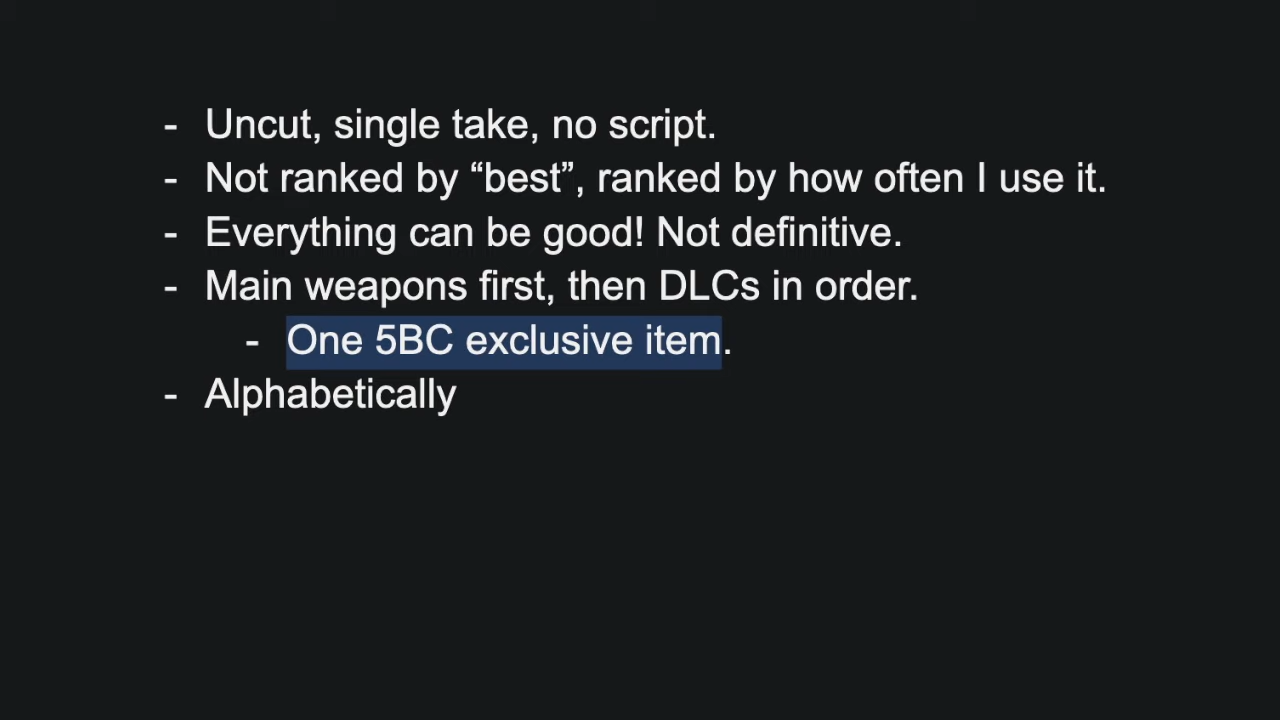 - Uncut, single take, no script.
- Not ranked by “best”, ranked by how often I use it.
- Everything can be good! Not definitive.
- Main weapons first, then DLCs in order.
- One 5BC exclusive item.
- Alphabetically